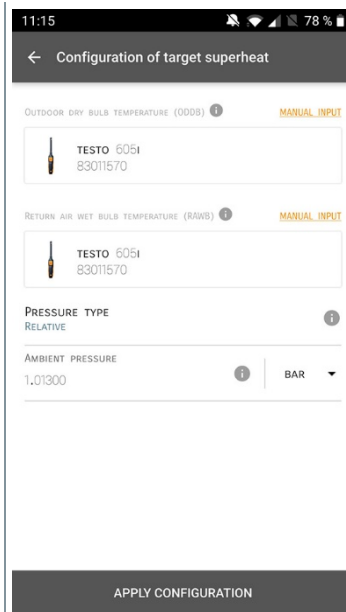 11:15 78 %
Configuration of target superheat
OUTDOOR DRY BULB TEMPERATURE (ODDB) MANUAL INPUT
TESTO 605I
83011570
RETURN AIR WET BULB TEMPERATURE (RAWB) MANUAL INPUT
TESTO 605I
83011570
PRESSURE TYPE
RELATIVE
AMBIENT PRESSURE
1.01300 BAR
APPLY CONFIGURATION